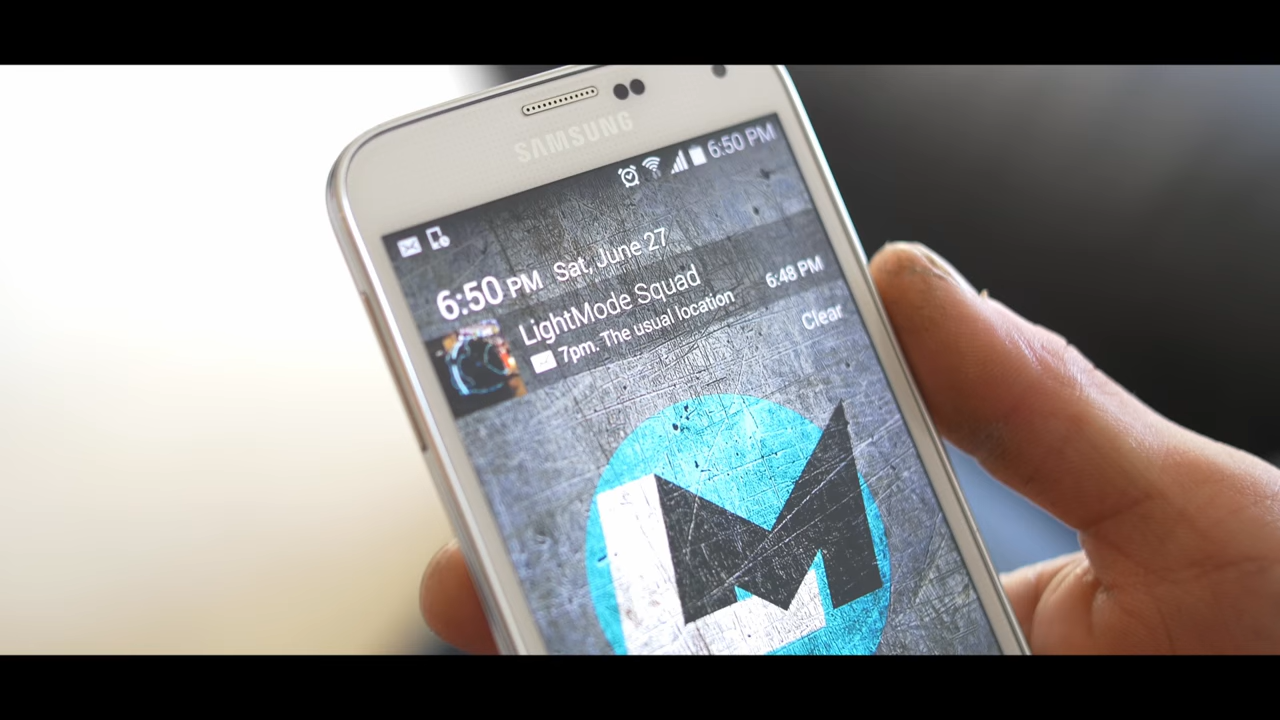 SAMSUNG
6:50 PM
6:50 PM Sat, June 27
LightMode Squad
6:48 PM
7pm. The usual location
Clear
LM